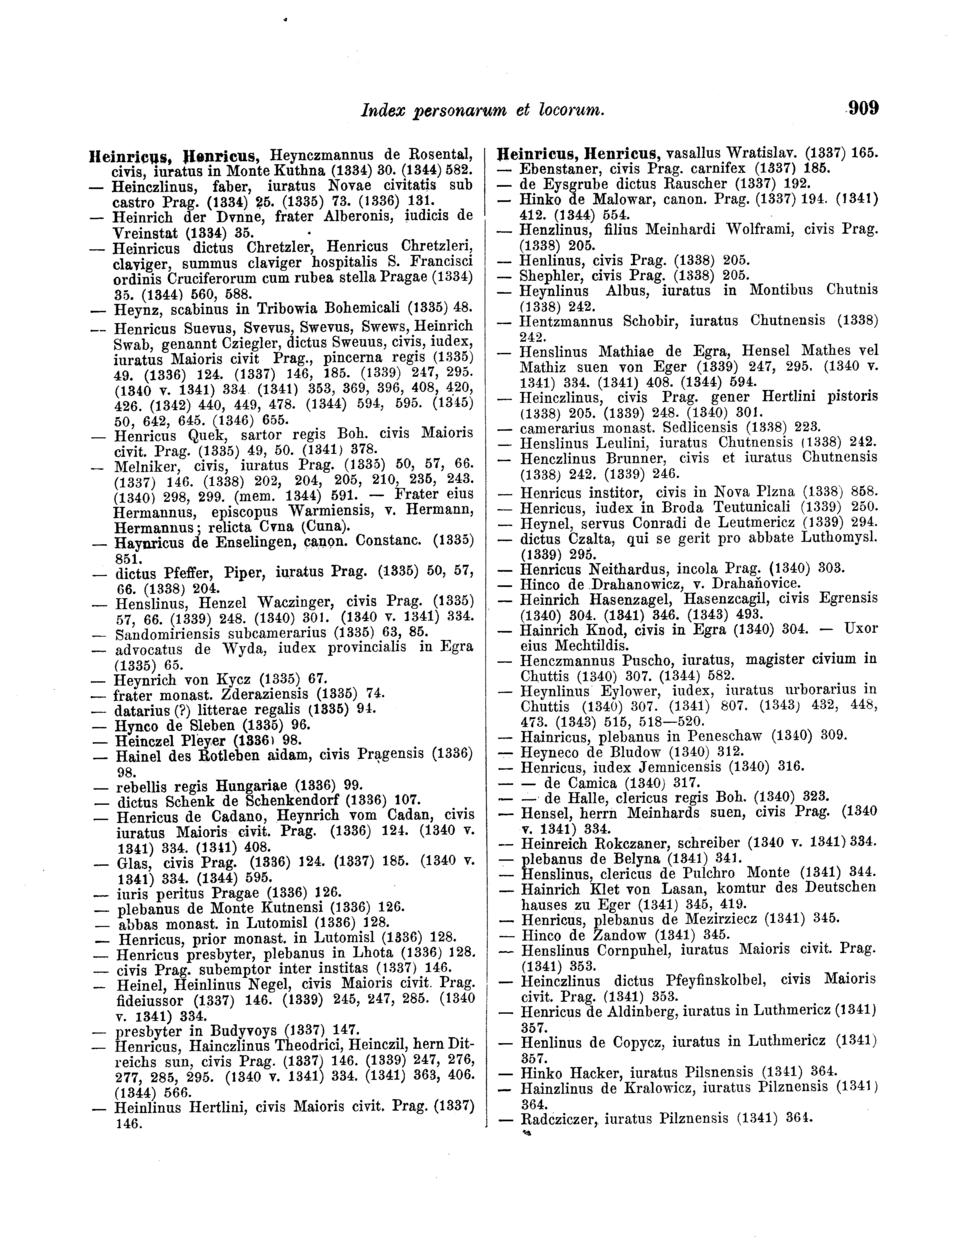 Index personarum et locorum. 909
Heinricus, Henricus, Heynczmannus de Rosental,
civis, iuratus in Monte Kuthna (1334) 30. (1344) 582.
— Heinczlinus, faber, iuratus Novae civitatis sub
castro Prag. (1334) 25. (1335) 73. (1336) 131.
— Heinrich der Dvnne, frater Alberonis, iudicis de
Vreinstat (1334) 35.
— Heinricus dictus Chretzler, Henricus Chretzleri,
claviger, summus claviger hospitalis S. Francisci
ordinis Cruciferorum cum rubea stella Pragae (1334)
35. (1344) 560, 588.
— Heynz, scabinus in Tribowia Bohemicali (1335) 48.
— Henricus Suevus, Svevus, Swevus, Swews, Heinrich
Swab, genannt Cziegler, dictus Sweuus, civis, iudex,
iuratus Maioris civit Prag., pincerna regis (1335)
49. (1336) 124. (1337) 146, 185. (1339) 247, 295.
(1340 v. 1341) 334. (1341) 353, 369, 396, 408, 420,
426. (1342) 440, 449, 478. (1344) 594, 595. (1345)
50, 642, 645. (1346) 655.
— Henricus Quek, sartor regis Boh. civis Maioris
civit. Prag. (1335) 49, 50. (1341) 378.
— Melniker, civis, iuratus Prag. (1335) 50, 57, 66.
(1337) 146. (1338) 202, 204, 205, 210, 235, 243.
(1340) 298, 299. (mem. 1344) 591. — Frater eius
Hermannus, episcopus Warmiensis, v. Hermann,
Hermannus; relicta Cvna (Cuna).
— Haynricus de Enselingen, canon. Constanc. (1335)
851.
— dictus Pfeffer, Piper, iuratus Prag. (1335) 50, 57,
66. (1338) 204.
— Henslinus, Henzel Waczinger, civis Prag. (1335)
57, 66. (1339) 248. (1340) 301. (1340 v. 1341) 334.
— Sandomiriensis subcamerarius (1335) 63, 85.
— advocatus de Wyda, iudex provincialis in Egra
(1335) 65.
— Heynrich von Kycz (1335) 67.
— frater monast. Zderaziensis (1335) 74.
— datarius (?) litterae regalis (1335) 94.
— Hynco de Sleben (1335) 96.
— Heinczel Pleyer (1336) 98.
— Hainel des Rotleben aidam, civis Pragensis (1336)
98.
— rebellis regis Hungariae (1336) 99.
— dictus Schenk de Schenkendorf (1336) 107.
— Henricus de Cadano, Heynrich vom Cadan, civis
iuratus Maioris civit. Prag. (1336) 124. (1340 v.
1341) 334. (1341) 408.
— Glas, civis Prag. (1336) 124. (1337) 185. (1340 v.
1341) 334. (1344) 595.
— iuris peritus Pragae (1336) 126.
— plebanus de Monte Kutnensi (1336) 126.
— abbas monast. in Lutomisl (1336) 128.
— Henricus, prior monast. in Lutomisl (1336) 128.
— Henricus presbyter, plebanus in Lhota (1336) 128.
— civis Prag. subemptor inter institas (1337) 146.
— Heinel, Heinlinus Negel, civis Maioris civit. Prag.
fideiussor (1337) 146. (1339) 245, 247, 285. (1340
v. 1341) 334.
— presbyter in Budyvoys (1337) 147.
— Henricus, Hainczlinus Theodrici, Heinczil, hern Dit-
reichs sun, civis Prag. (1337) 146. (1339) 247, 276,
277, 285, 295. (1340 v. 1341) 334. (1341) 363, 406.
(1344) 566.
— Heinlinus Hertlini, civis Maioris civit. Prag. (1337)
146.
Heinricus, Henricus, vasallus Wratislav. (1337) 165.
— Ebenstaner, civis Prag. carnifex (1337) 185.
— de Eysgrube dictus Rauscher (1337) 192.
— Hinko de Malowar, canon. Prag. (1337) 194. (1341)
412. (1344) 554.
— Henzlinus, filius Meinhardi Wolframi, civis Prag.
(1338) 205.
— Henlinus, civis Prag. (1338) 205.
— Shephler, civis Prag. (1338) 205.
— Heynlinus Albus, iuratus in Montibus Chutnis
(1338) 242.
— Hentzmannus Schobir, iuratus Chutnensis (1338)
242.
— Henslinus Mathiae de Egra, Hensel Mathes vel
Mathiz suen von Eger (1339) 247, 295. (1340 v.
1341) 334. (1341) 408. (1344) 594.
— Heinczlinus, civis Prag. gener Hertlini pistoris
(1338) 205. (1339) 248. (1340) 301.
— camerarius monast. Sedlicensis (1338) 223.
— Henslinus Leulini, iuratus Chutnensis (1338) 242.
— Henczlinus Brunner, civis et iuratus Chutnensis
(1338) 242. (1339) 246.
— Henricus institor, civis in Nova Plzna (1338) 858.
— Henricus, iudex in Broda Teutunicali (1339) 250.
— Heynel, servus Conradi de Leutmericz (1339) 294.
— dictus Czalta, qui se gerit pro abbate Luthomysl.
(1339) 295.
— Henricus Neithardus, incola Prag. (1340) 303.
— Hinco de Drahanowicz, v. Drahaňovice.
— Heinrich Hasenzagel, Hasenzcagil, civis Egrensis
(1340) 304. (1341) 346. (1343) 493.
— Hainrich Knod, civis in Egra (1340) 304. — Uxor
eius Mechtildis.
— Henczmannus Puscho, iuratus, magister civium in
Chuttis (1340) 307. (1344) 582.
— Heynlinus Eylower, iudex, iuratus urborarius in
Chuttis (1340) 307. (1341) 807. (1343) 432, 448,
473. (1343) 515, 518—520.
— Hainricus, plebanus in Peneschaw (1340) 309.
— Heyneco de Bludow (1340) 312.
— Henricus, iudex Jemnicensis (1340) 316.
— — de Camica (1340) 317.
— — de Halle, clericus regis Boh. (1340) 323.
— Hensel, herrn Meinhards suen, civis Prag. (1340
v. 1341) 334.
— Heinreich Rokczaner, schreiber (1340 v. 1341) 334.
— plebanus de Belyna (1341) 341.
— Henslinus, clericus de Pulchro Monte (1341) 344.
— Hainrich Klet von Lasan, komtur des Deutschen
hauses zu Eger (1341) 345, 419.
— Henricus, plebanus de Mezirziecz (1341) 345.
— Hinco de Zandow (1341) 345.
— Henslinus Cornpuhel, iuratus Maioris civit. Prag.
(1341) 353.
— Heinczlinus dictus Pfeyfinskolbel, civis Maioris
civit. Prag. (1341) 353.
— Henricus de Aldinberg, iuratus in Luthmericz (1341)
357.
— Henlinus de Copycz, iuratus in Luthmericz (1341)
357.
— Hinko Hacker, iuratus Pilsnensis (1341) 364.
— Hainzlinus de Kralowicz, iuratus Pilznensis (1341)
364.
— Radcziczer, iuratus Pilznensis (1341) 364.